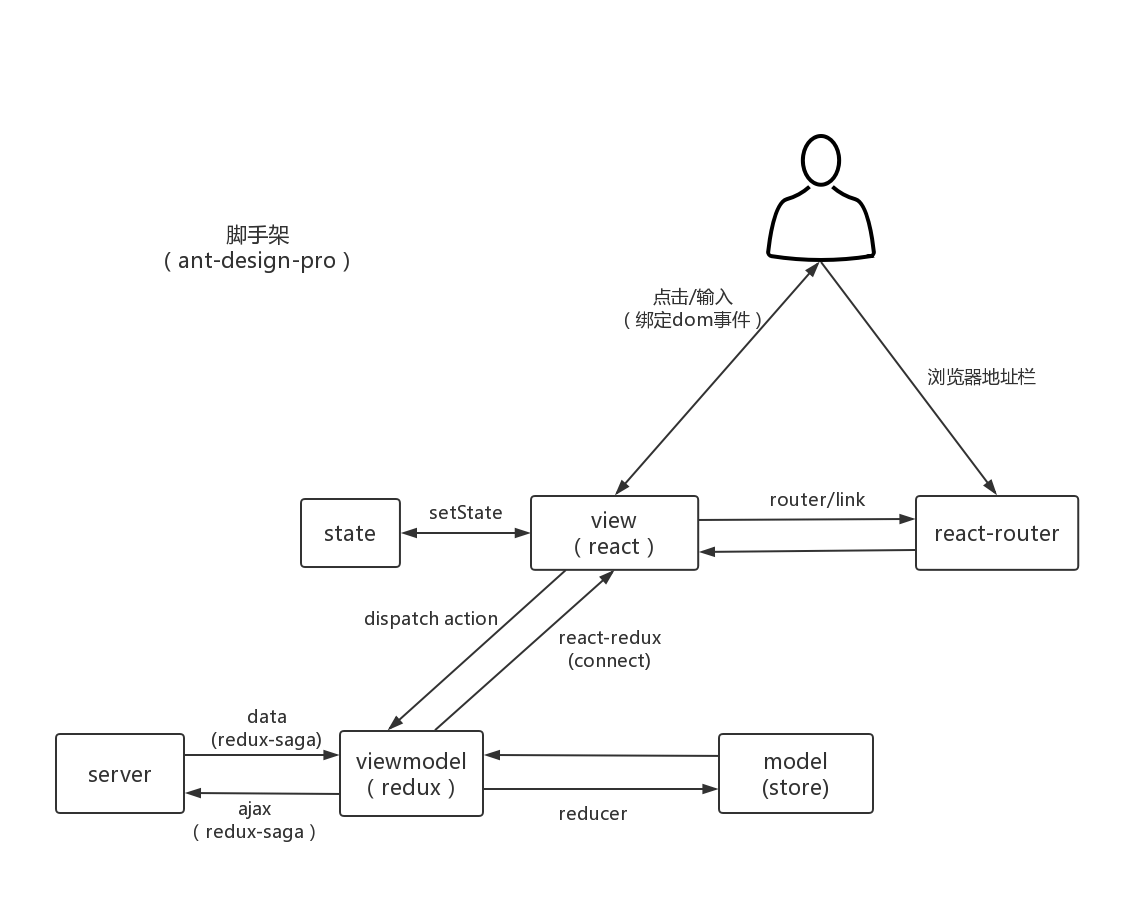 脚手架
（ant-design-pro）
点击/输入
（绑定dom事件）
浏览器地址栏
state
setState
view
（react）
router/link
react-router
dispatch action
react-redux
(connect)
data
(redux-saga)
server
ajax
（redux-saga）
viewmodel
（redux）
reducer
model
(store)